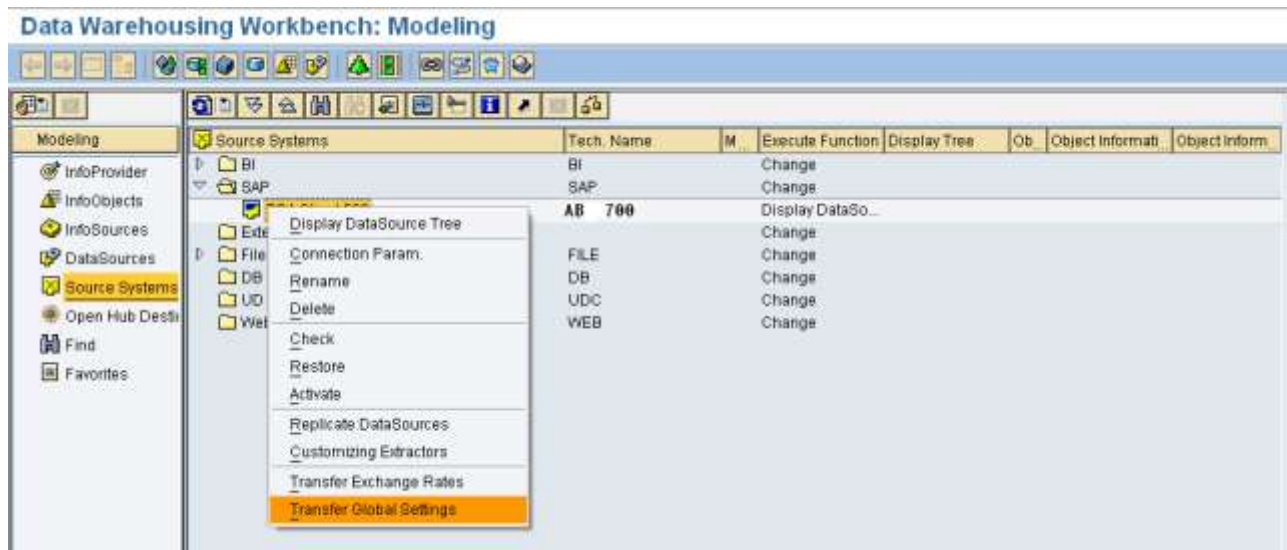 Data Warehousing Workbench: Modeling
Modeling
Source Systems Tech. Name M Execute Function Display Tree Ob Object Informati Object Inform
InfoProvider
BI BI Change
SAP SAP Change
InfoObjects
AB 700 Display DataSo...
InfoSources
Exte Change
DataSources
File FILE Change
Source Systems
DB DB Change
Open Hub Desti
UD UDC Change
Find
Web WEB Change
Favorites
Display DataSource Tree
Connection Param.
Rename
Delete
Check
Restore
Activate
Replicate DataSources
Customizing Extractors
Transfer Exchange Rates
Transfer Global Settings